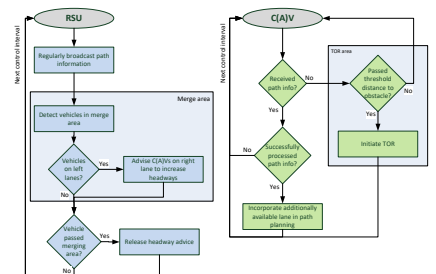 RSU
Next control interval
Regularly broadcast path
information
Merge area
Detect vehicles in merge
area
Vehicles
on left
lanes?
Yes
Advise C(A)Vs on right
lane to increase
headways
No
Vehicle
passed
merging
area?
Yes
Release headway advice
No
C(A)V
Next control interval
Next control interval
TOR area
Received
path info?
No
Passed
threshold
distance to
obstacle?
No
Yes
Yes
Successfully
processed
path info?
No
Initiate TOR
Yes
Incorporate additionally
available lane in path
planning